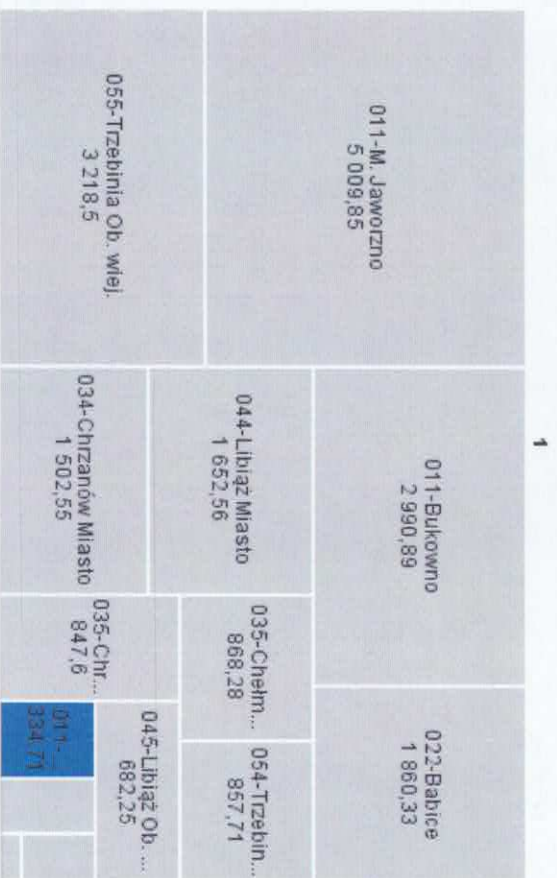 1
011-M. Jaworzno
5 009,85
055-Trzebinia Ob. wiej.
3 218,5
011-Bukowno
2 990,89
044-Libiąż Miasto
1 652,56
034-Chrzanów Miasto
1 502,55
022-Babice
1 860,33
035-Chełm...
868,28
054-Trzebin...
857,71
035-Chr...
847,6
045-Libiąż Ob. ...
682,25
011-...
334,71